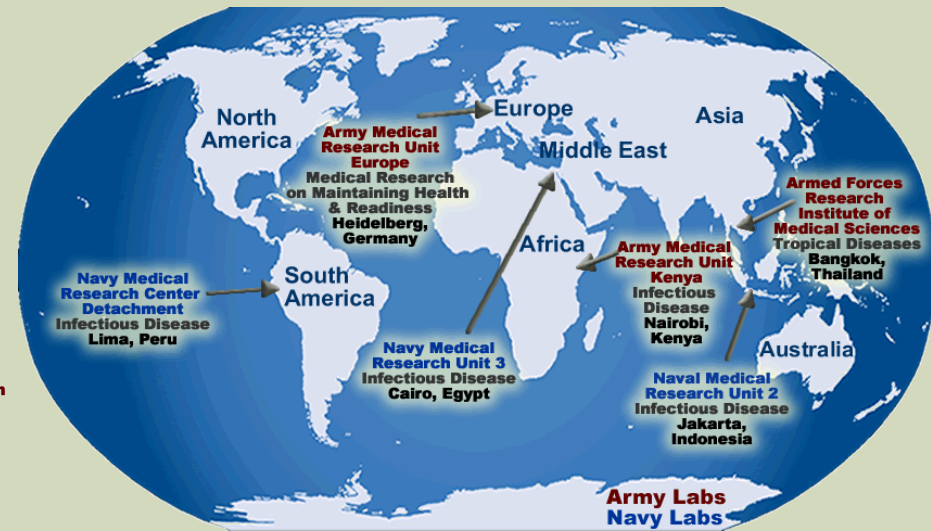 North
America
Europe
Asia
Middle East
Army Medical
Research Unit
Europe
Medical Research
on Maintaining Health
& Readiness
Heidelberg,
Germany
Armed Forces
Research
Institute of
Medical Sciences
Tropical Diseases
Bangkok,
Thailand
Africa
Army Medical
Research Unit
Kenya
Infectious
Disease
Nairobi,
Kenya
South
America
Navy Medical
Research Center
Detachment
Infectious Disease
Lima, Peru
Navy Medical
Research Unit 3
Infectious Disease
Cairo, Egypt
Australia
Naval Medical
Research Unit 2
Infectious Disease
Jakarta,
Indonesia
Army Labs
Navy Labs